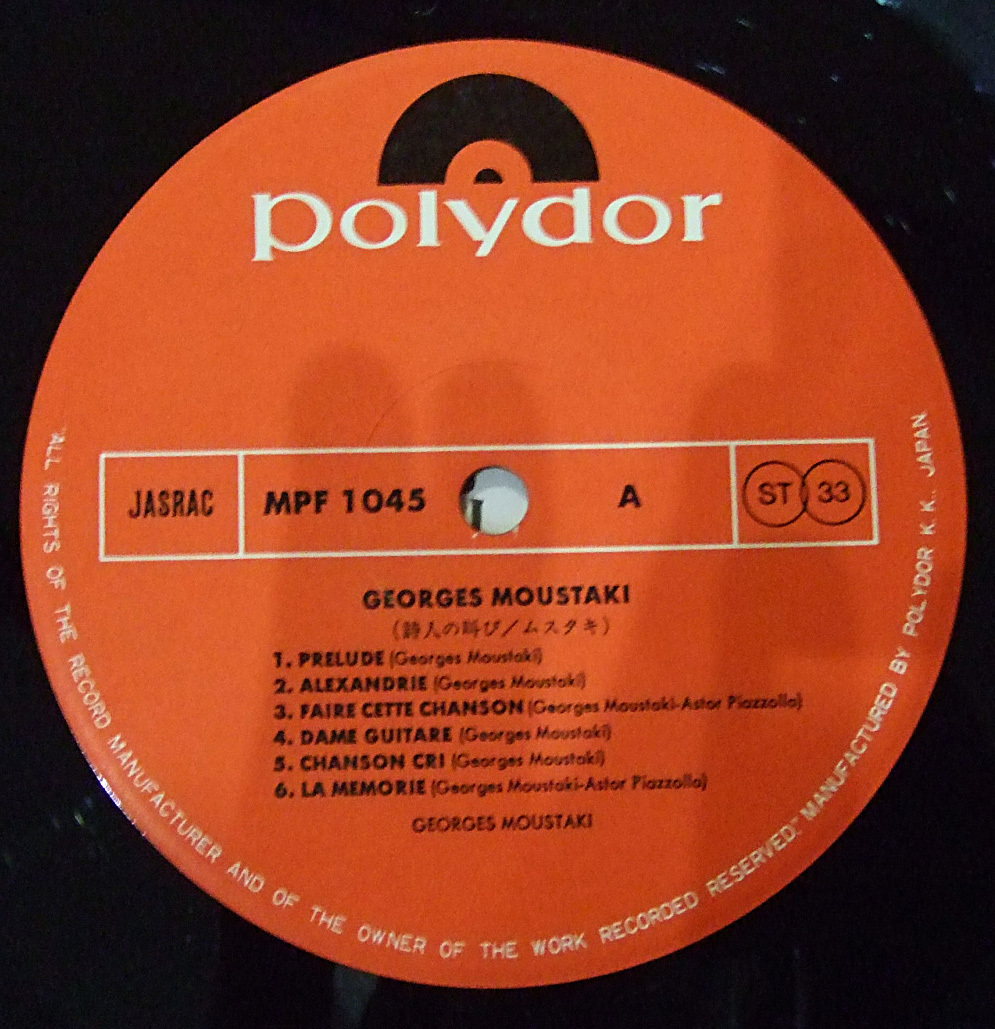 polydor
JASRAC
MPF 1045
A
ST 33
GEORGES MOUSTAKI
(詩人の叫び/ムスタキ)
1. PRELUDE (Georges Moustaki)
2. ALEXANDRIE (Georges Moustaki)
3. FAIRE CETTE CHANSON (Georges Moustaki-Astor Piazzolla)
4. DAME GUITARE (Georges Moustaki)
5. CHANSON CRI (Georges Moustaki)
6. LA MEMORIE (Georges Moustaki-Astor Piazzolla)
GEORGES MOUSTAKI
"ALL RIGHTS OF THE RECORD MANUFACTURER AND OF THE OWNER OF THE WORK RECORDED RESERVED." MANUFACTURED BY POLYDOR K. K., JAPAN